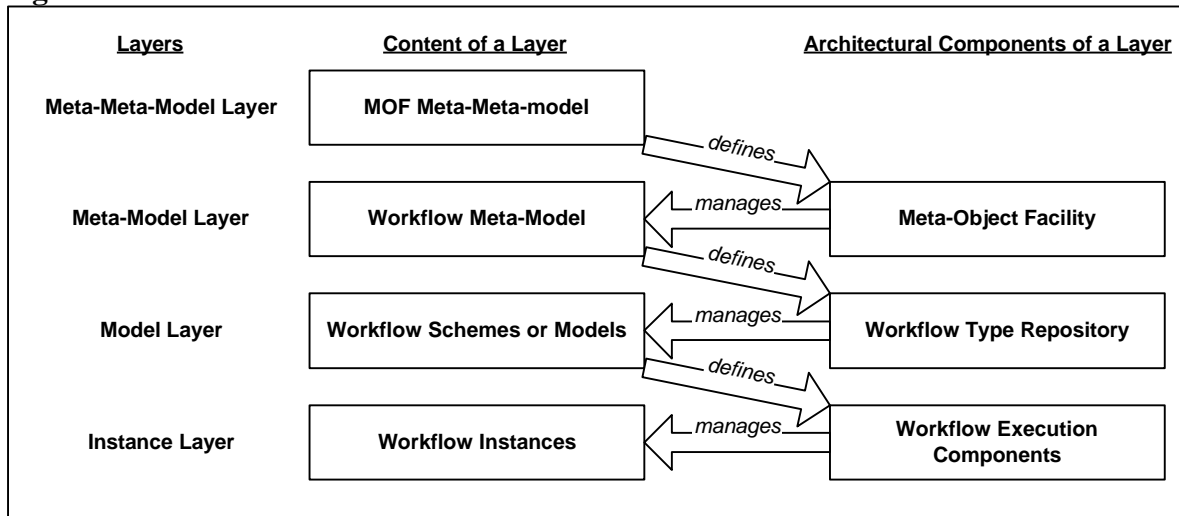 Layers Content of a Layer Architectural Components of a Layer
Meta-Meta-Model Layer MOF Meta-Meta-model
defines
Meta-Model Layer Workflow Meta-Model manages Meta-Object Facility
defines
Model Layer Workflow Schemes or Models manages Workflow Type Repository
defines
Instance Layer Workflow Instances manages Workflow Execution
Components